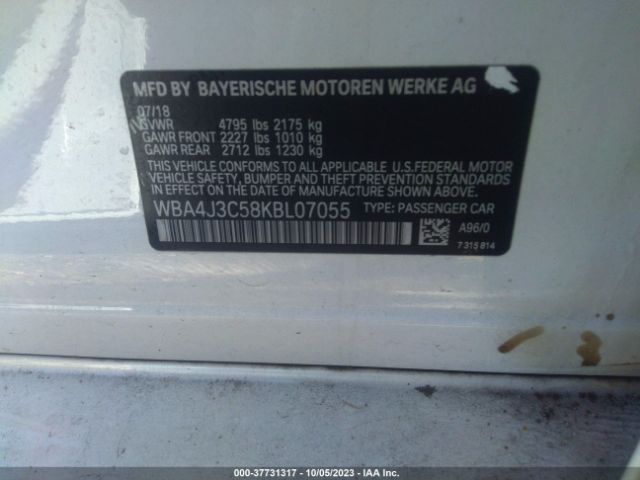 MFD BY BAYERISCHE MOTOREN WERKE AG
07/18
GVWR 4795 lbs 2175 kg
GAWR FRONT 2227 lbs 1010 kg
GAWR REAR 2712 lbs 1230 kg
THIS VEHICLE CONFORMS TO ALL APPLICABLE U.S.FEDERAL MOTOR
VEHICLE SAFETY, BUMPER AND THEFT PREVENTION STANDARDS
IN EFFECT ON THE DATE OF MANUFACTURE SHOWN ABOVE.
WBA4J3C58KBL07055 TYPE: PASSENGER CAR
A96/0
7315814
000-37731317 - 10/05/2023 - IAA Inc.